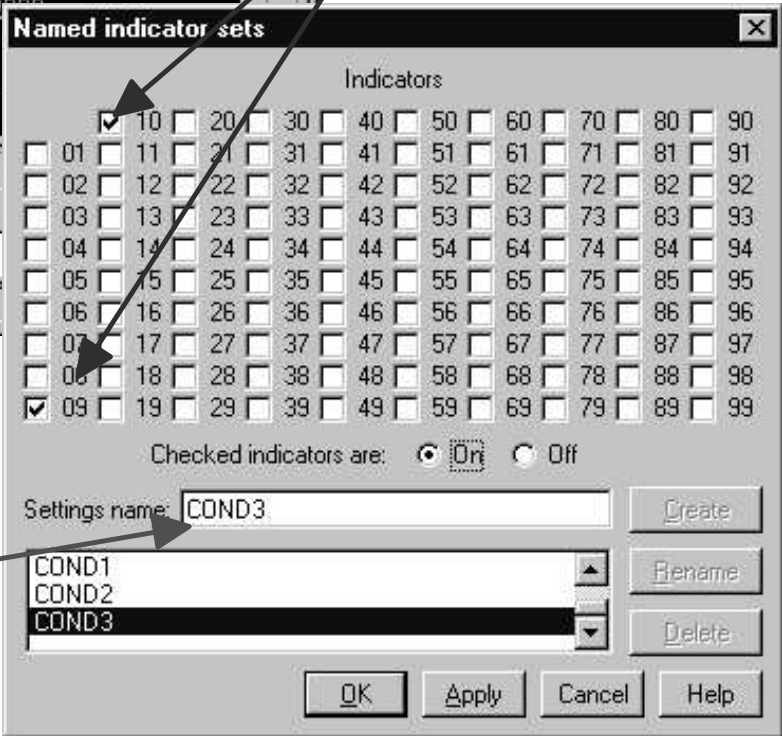 Named indicator sets
Indicators
10 20 30 40 50 60 70 80 90
01 11 21 31 41 51 61 71 81 91
02 12 22 32 42 52 62 72 82 92
03 13 23 33 43 53 63 73 83 93
04 14 24 34 44 54 64 74 84 94
05 15 25 35 45 55 65 75 85 95
06 16 26 36 46 56 66 76 86 96
07 17 27 37 47 57 67 77 87 97
08 18 28 38 48 58 68 78 88 98
09 19 29 39 49 59 69 79 89 99
Checked indicators are: On Off
Settings name: COND3 Create
COND1 Rename
COND2
COND3 Delete
OK Apply Cancel Help